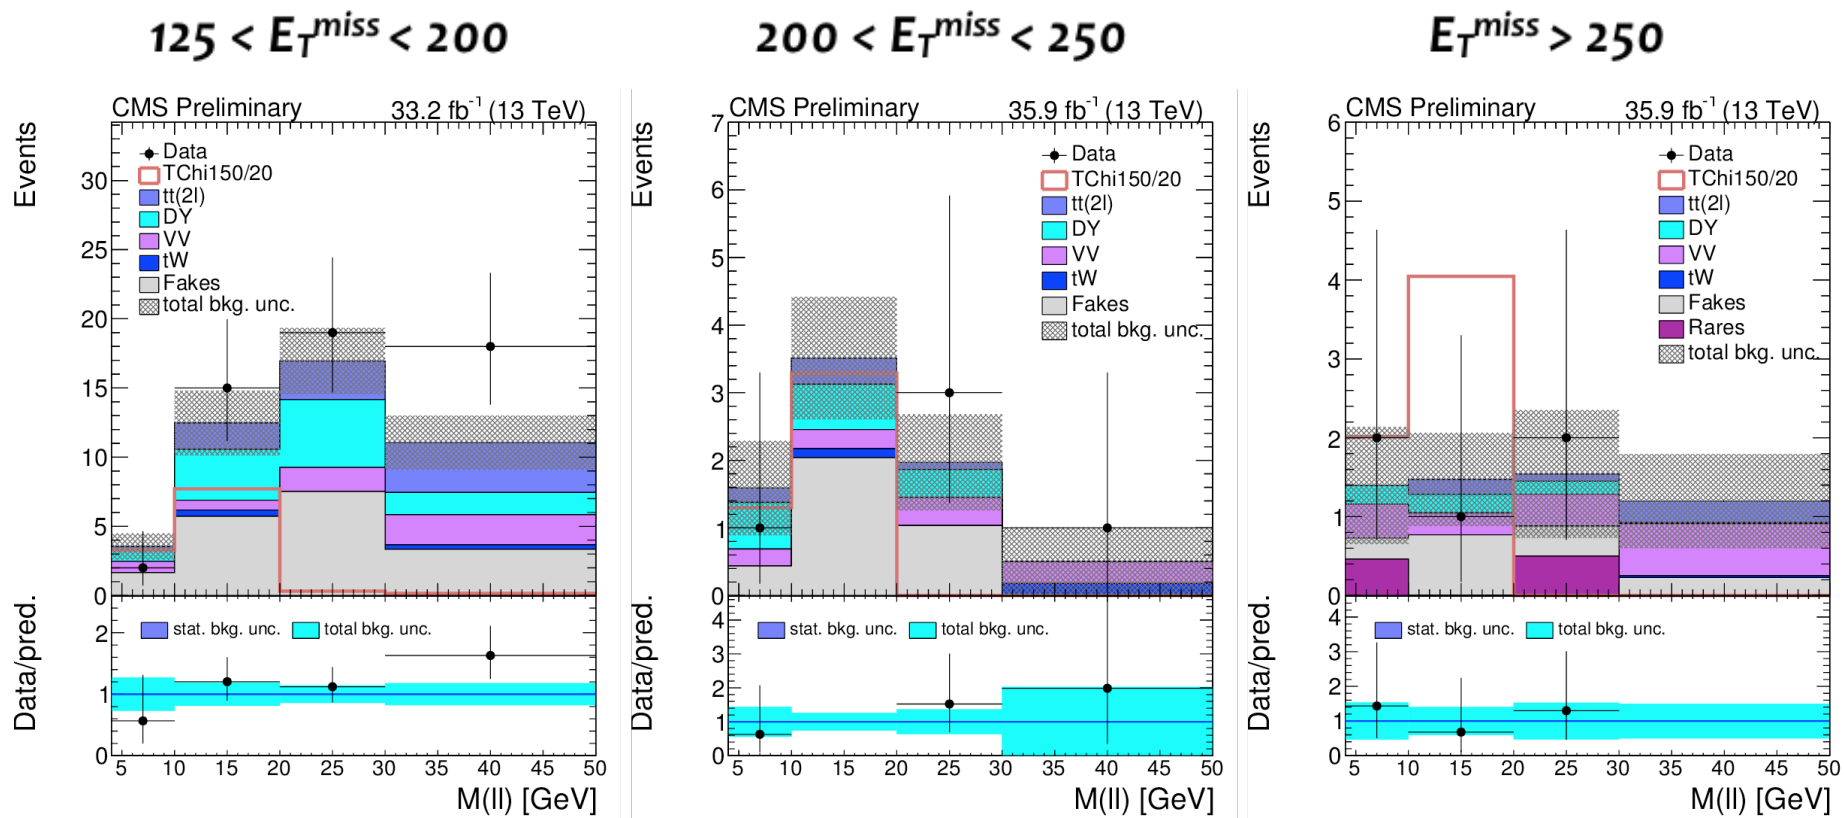 125 < E_T^miss < 200
200 < E_T^miss < 250
E_T^miss > 250
CMS Preliminary 33.2 fb⁻¹ (13 TeV)
Events
30
25
20
15
10
5
0
Data
TChi150/20
tt(2l)
DY
VV
tW
Fakes
total bkg. unc.
Data/pred.
2
1
0
stat. bkg. unc. total bkg. unc.
5 10 15 20 25 30 35 40 45 50
M(ll) [GeV]
CMS Preliminary 35.9 fb⁻¹ (13 TeV)
Events
7
6
5
4
3
2
1
0
Data
TChi150/20
tt(2l)
DY
VV
tW
Fakes
total bkg. unc.
Data/pred.
4
3
2
1
0
stat. bkg. unc. total bkg. unc.
5 10 15 20 25 30 35 40 45 50
M(ll) [GeV]
CMS Preliminary 35.9 fb⁻¹ (13 TeV)
Events
6
5
4
3
2
1
0
Data
TChi150/20
tt(2l)
DY
VV
tW
Fakes
Rares
total bkg. unc.
Data/pred.
4
3
2
1
0
stat. bkg. unc. total bkg. unc.
5 10 15 20 25 30 35 40 45 50
M(ll) [GeV]